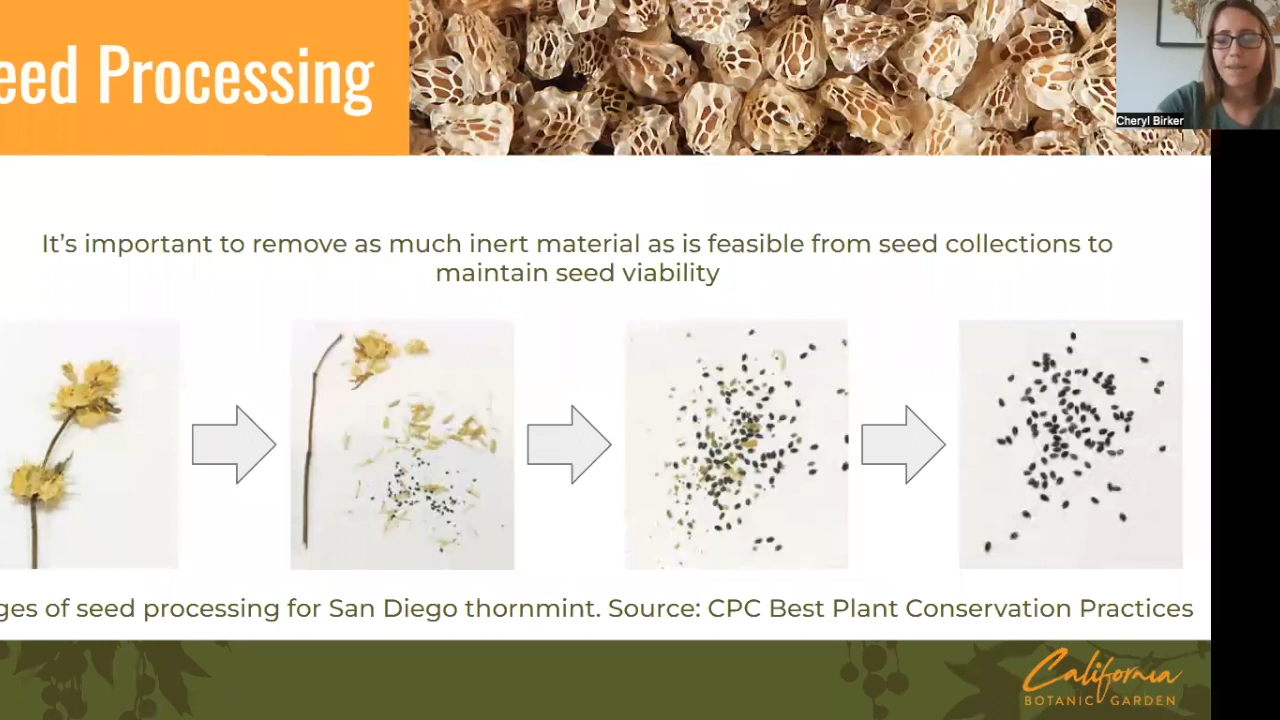 eed Processing
Cheryl Birker
It's important to remove as much inert material as is feasible from seed collections to
maintain seed viability
ges of seed processing for San Diego thornmint. Source: CPC Best Plant Conservation Practices
California
BOTANIC GARDEN